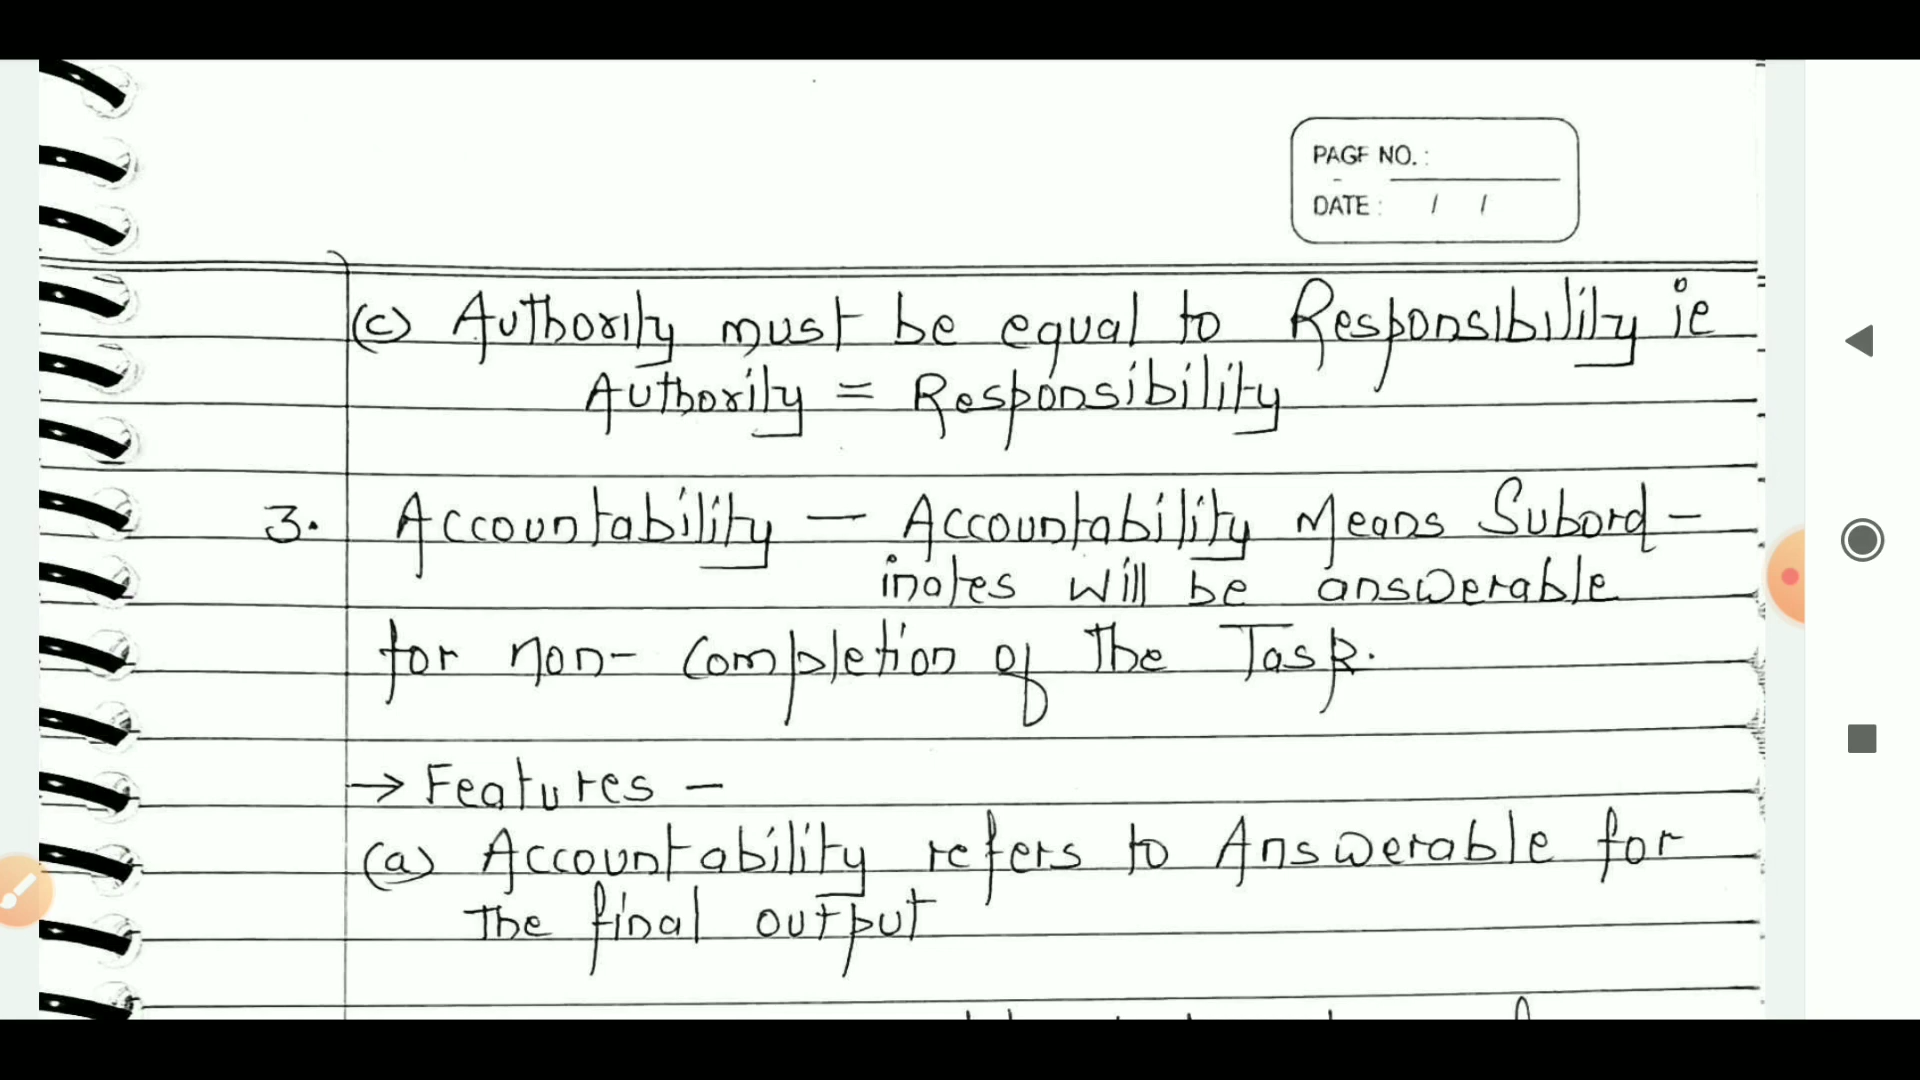 PAGE NO. :
DATE : / /
(c) Authority must be equal to Responsibility ie
Authority = Responsibility
3. Accountability — Accountability Means Subord-
inates will be answerable
for non- completion of the Task.
→ Features -
(a) Accountability refers to Answerable for
the final output